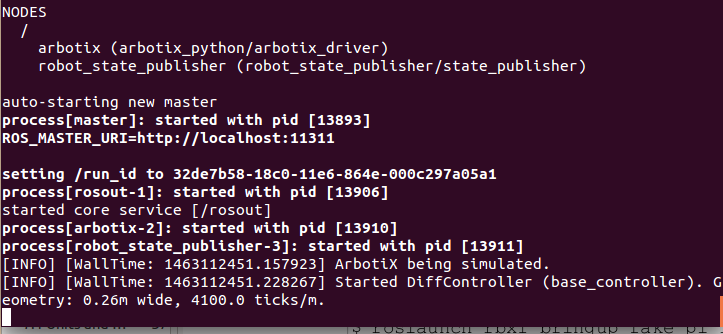 NODES
/
arbotix (arbotix_python/arbotix_driver)
robot_state_publisher (robot_state_publisher/state_publisher)
auto-starting new master
process[master]: started with pid [13893]
ROS_MASTER_URI=http://localhost:11311
setting /run_id to 32de7b58-18c0-11e6-864e-000c297a05a1
process[rosout-1]: started with pid [13906]
started core service [/rosout]
process[arbotix-2]: started with pid [13910]
process[robot_state_publisher-3]: started with pid [13911]
[INFO] [WallTime: 1463112451.157923] ArbotiX being simulated.
[INFO] [WallTime: 1463112451.228267] Started DiffController (base_controller). G
eometry: 0.26m wide, 4100.0 ticks/m.
$ roslaunch